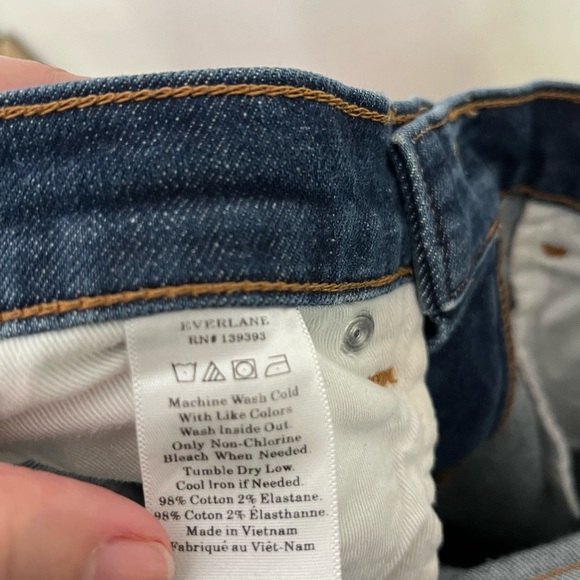 EVERLANE
RN# 139393
Machine Wash Cold
With Like Colors
Wash Inside Out.
Only Non-Chlorine
Bleach When Needed.
Tumble Dry Low.
Cool Iron if Needed.
98% Cotton 2% Elastane.
98% Coton 2% Élasthanne.
Made in Vietnam
Fabriqué au Viêt-Nam